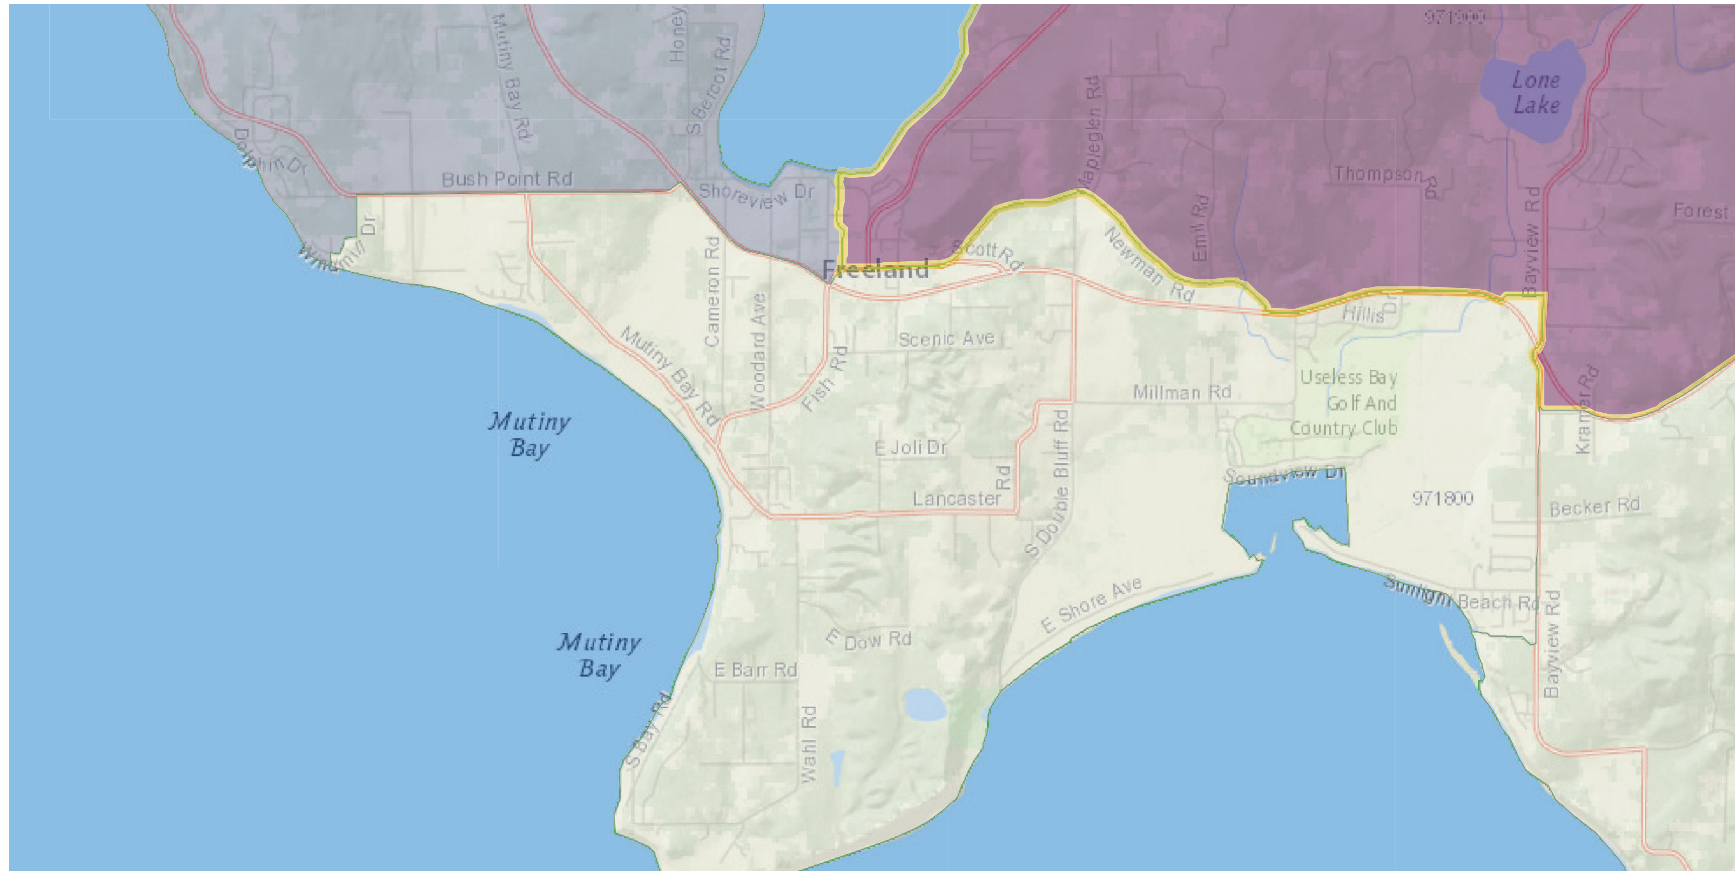 971900
Honey
Mutiny Bay Rd
S Bercot Rd
Lone
Lake
Maplegien Rd
Dolphin Dr
Bush Point Rd
Shoreview Dr
Thompson
Rd
Emil Rd
Bayview Rd
Forest
Windmill Dr
Cameron Rd
Freeland
Scott Rd
Newman Rd
Hillis
Dr
Woodard Ave
Mutiny Bay Rd
Fish Rd
Scenic Ave
Millman Rd
Useless Bay
Golf And
Country Club
Kramer Rd
Mutiny
Bay
E Joli Dr
S Double Bluff Rd
Rd
Lancaster
Soundview Dr
971800
Becker Rd
E Shore Ave
Sunlight Beach Rd
Bayview Rd
Mutiny
Bay
E
Dow Rd
E Barr Rd
S Bay Rd
Wahl Rd